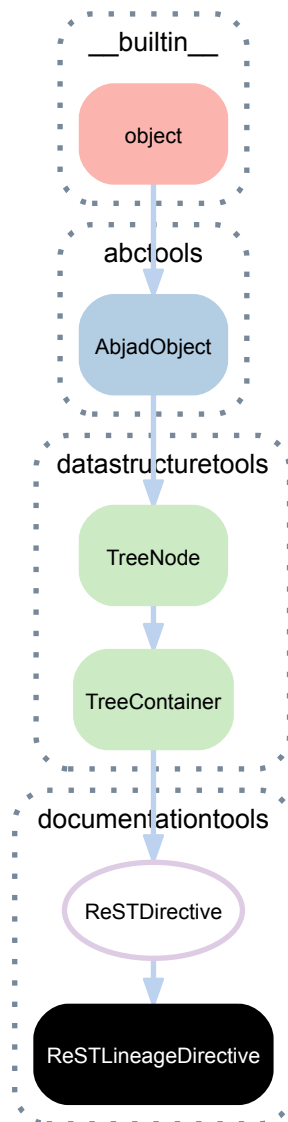 __builtin__
object
abctools
AbjadObject
datastructuretools
TreeNode
TreeContainer
documentationtools
ReSTDirective
ReSTLineageDirective